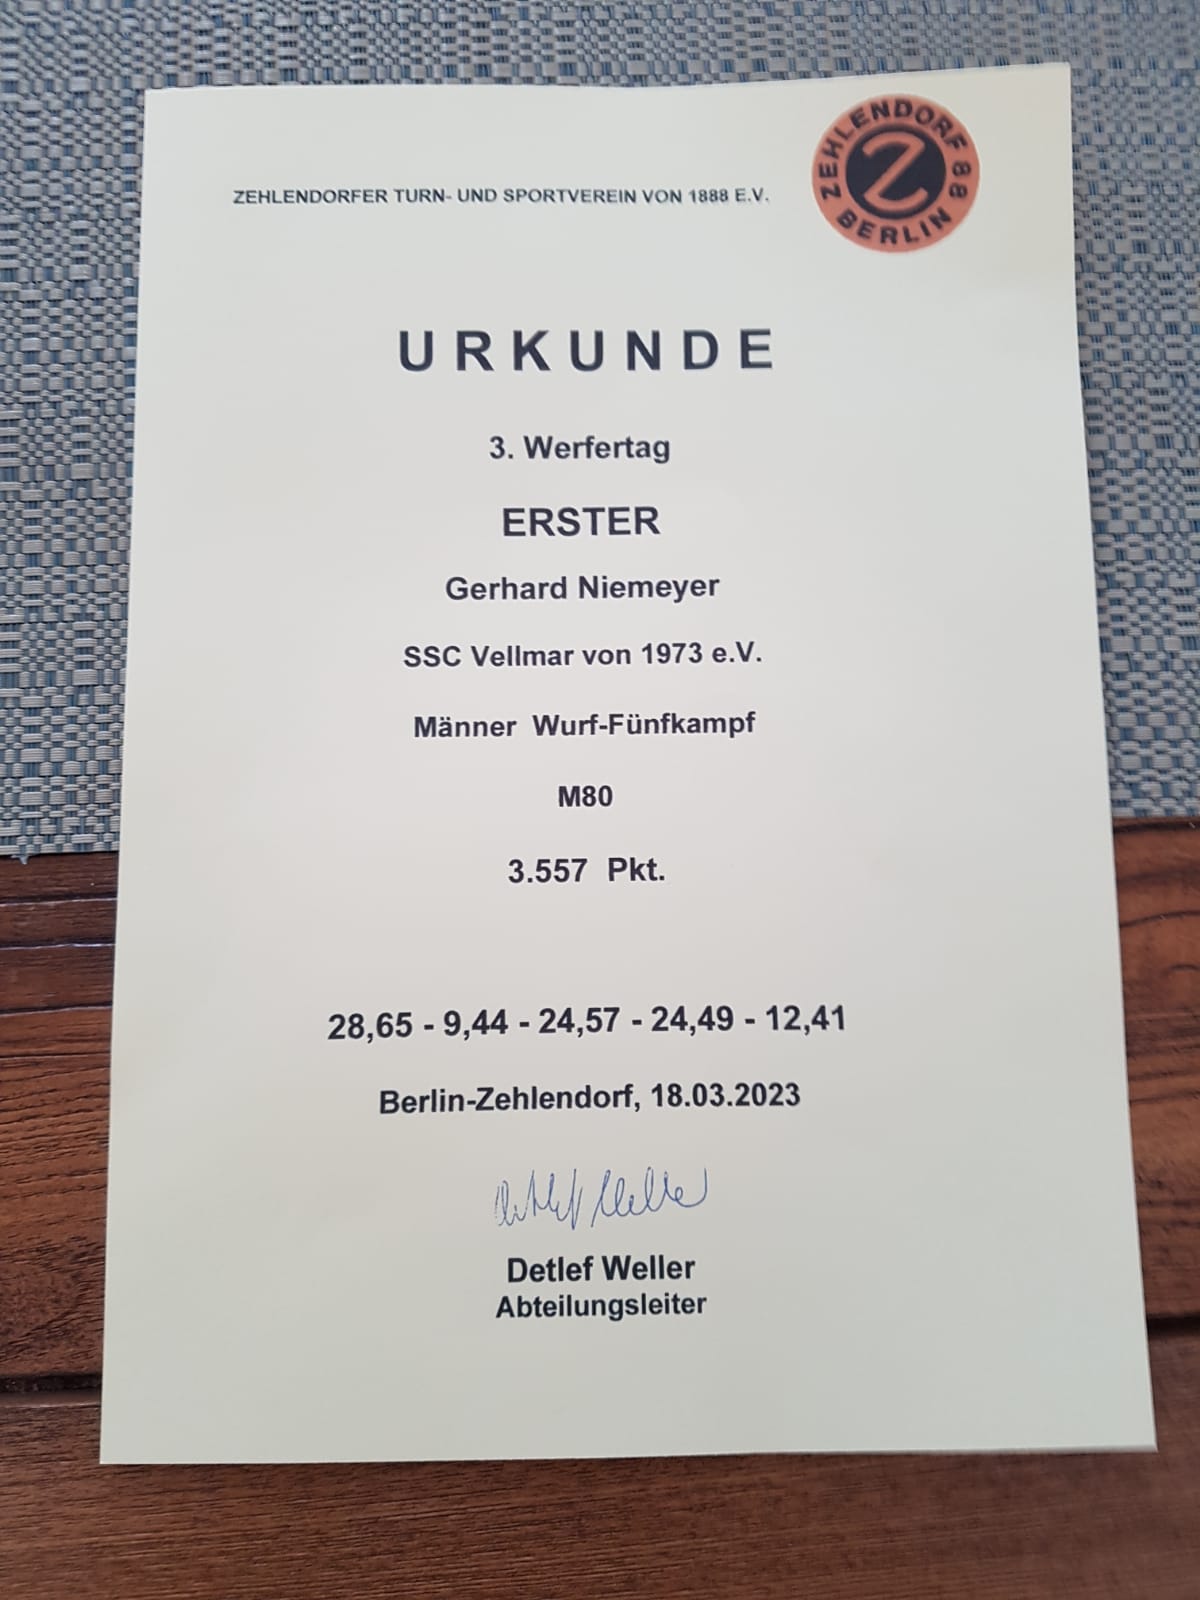 ZEHLENDORFER TURN- UND SPORTVEREIN VON 1888 E.V.
ZEHLENDORF 88
Z
BERLIN
URKUNDE
3. Werfertag
ERSTER
Gerhard Niemeyer
SSC Vellmar von 1973 e.V.
Männer Wurf-Fünfkampf
M80
3.557 Pkt.
28,65 - 9,44 - 24,57 - 24,49 - 12,41
Berlin-Zehlendorf, 18.03.2023
Detlef Weller
Detlef Weller
Abteilungsleiter